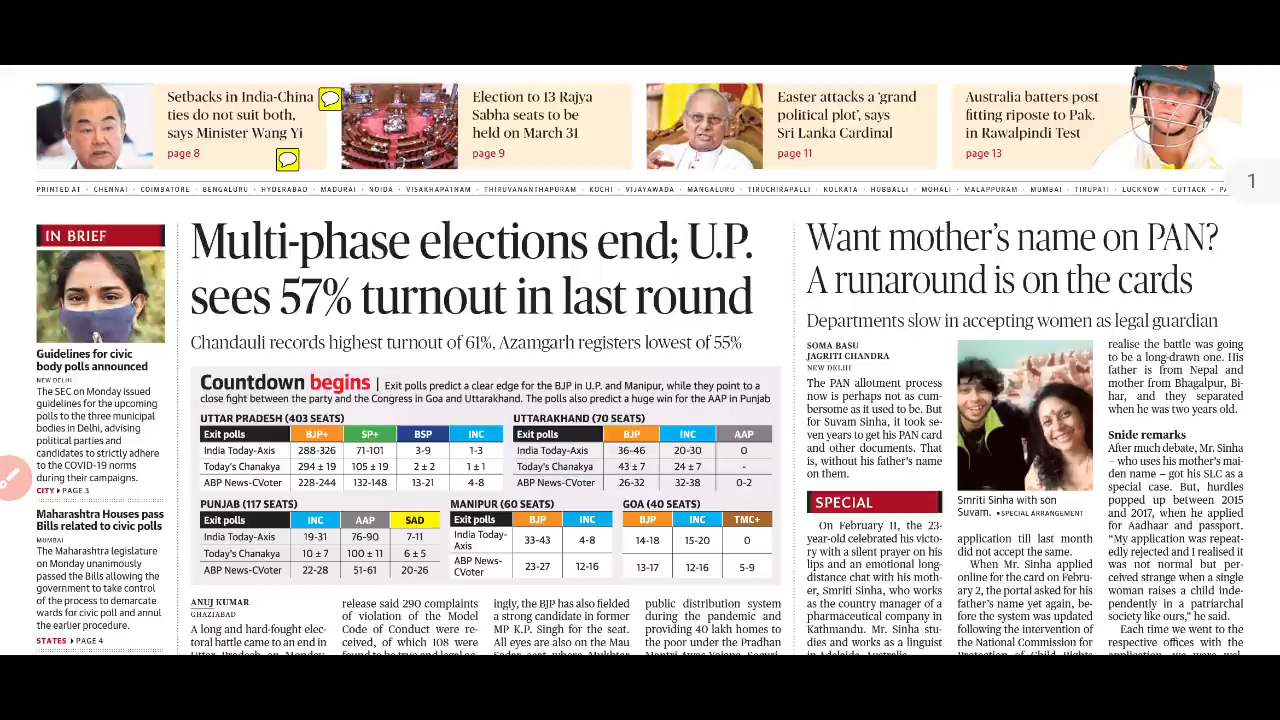 Setbacks in India-China
ties do not suit both,
says Minister Wang Yi
page 8
Election to 13 Rajya
Sabha seats to be
held on March 31
page 9
Easter attacks a ‘grand
political plot’, says
Sri Lanka Cardinal
page 11
Australia batters post
fitting riposte to Pak.
in Rawalpindi Test
page 13
1
PRINTED AT · CHENNAI · COIMBATORE · BENGALURU · HYDERABAD · MADURAI · NOIDA · VISAKHAPATNAM · THIRUVANANTHAPURAM · KOCHI · VIJAYAWADA · MANGALURU · TIRUCHIRAPALLI · KOLKATA · HUBBALLI · MOHALI · MALAPPURAM · MUMBAI · TIRUPATI · LUCKNOW · CUTTACK ·
IN BRIEF
Guidelines for civic
body polls announced
NEW DELHI
The SEC on Monday issued
guidelines for the upcoming
polls to the three municipal
bodies in Delhi, advising
political parties and
candidates to strictly adhere
to the COVID-19 norms
during their campaigns.
CITY ▸ PAGE 3
Maharashtra Houses pass
Bills related to civic polls
MUMBAI
The Maharashtra legislature
on Monday unanimously
passed the Bills allowing the
government to take control
of the process to demarcate
wards for civic poll and annul
the earlier procedure.
STATES ▸ PAGE 4
Multi-phase elections end; U.P.
sees 57% turnout in last round
Chandauli records highest turnout of 61%, Azamgarh registers lowest of 55%
Countdown begins | Exit polls predict a clear edge for the BJP in U.P. and Manipur, while they point to a
close fight between the party and the Congress in Goa and Uttarakhand. The polls also predict a huge win for the AAP in Punjab
UTTAR PRADESH (403 SEATS)
Exit polls BJP+ SP+ BSP INC
India Today-Axis 288-326 71-101 3-9 1-3
Today's Chanakya 294 ± 19 105 ± 19 2 ± 2 1 ± 1
ABP News-CVoter 228-244 132-148 13-21 4-8
UTTARAKHAND (70 SEATS)
Exit polls BJP INC AAP
India Today-Axis 36-46 20-30 0
Today's Chanakya 43 ± 7 24 ± 7 -
ABP News-CVoter 26-32 32-38 0-2
PUNJAB (117 SEATS)
Exit polls INC AAP SAD
India Today-Axis 19-31 76-90 7-11
Today's Chanakya 10 ± 7 100 ± 11 6 ± 5
ABP News-CVoter 22-28 51-61 20-26
MANIPUR (60 SEATS)
Exit polls BJP INC
India Today-
Axis 33-43 4-8
ABP News-
CVoter 23-27 12-16
GOA (40 SEATS)
BJP INC TMC+
14-18 15-20 0
13-17 12-16 5-9
ANUJ KUMAR
GHAZIABAD
A long and hard-fought elec-
toral battle came to an end in
Uttar Pradesh on Monday
release said 290 complaints
of violation of the Model
Code of Conduct were re-
ceived, of which 108 were
ingly, the BJP has also fielded
a strong candidate in former
MP K.P. Singh for the seat.
All eyes are also on the Mau
Sadar seat where Mukhtar
public distribution system
during the pandemic and
providing 40 lakh homes to
the poor under the Pradhan
Want mother’s name on PAN?
A runaround is on the cards
Departments slow in accepting women as legal guardian
SOMA BASU
JAGRITI CHANDRA
NEW DELHI
The PAN allotment process
now is perhaps not as cum-
bersome as it used to be. But
for Suvam Sinha, it took se-
ven years to get his PAN card
and other documents. That
is, without his father’s name
on them.
SPECIAL
On February 11, the 23-
year-old celebrated his victo-
ry with a silent prayer on his
lips and an emotional long-
distance chat with his moth-
er, Smriti Sinha, who works
as the country manager of a
pharmaceutical company in
Kathmandu. Mr. Sinha stu-
dies and works as a linguist
in Adelaide, Australia.
Smriti Sinha with son
Suvam. ▪ SPECIAL ARRANGEMENT
application till last month
did not accept the same.
When Mr. Sinha applied
online for the card on Febru-
ary 2, the portal asked for his
father’s name yet again, be-
fore the system was updated
following the intervention of
the National Commission for
Protection of Child Rights
realise the battle was going
to be a long-drawn one. His
father is from Nepal and
mother from Bhagalpur, Bi-
har, and they separated
when he was two years old.
Snide remarks
After much debate, Mr. Sinha
– who uses his mother’s mai-
den name – got his SLC as a
special case. But, hurdles
popped up between 2015
and 2017, when he applied
for Aadhaar and passport.
“My application was repeat-
edly rejected and I realised it
was not normal but per-
ceived strange when a single
woman raises a child inde-
pendently in a patriarchal
society like ours,” he said.
Each time we went to the
respective offices with the